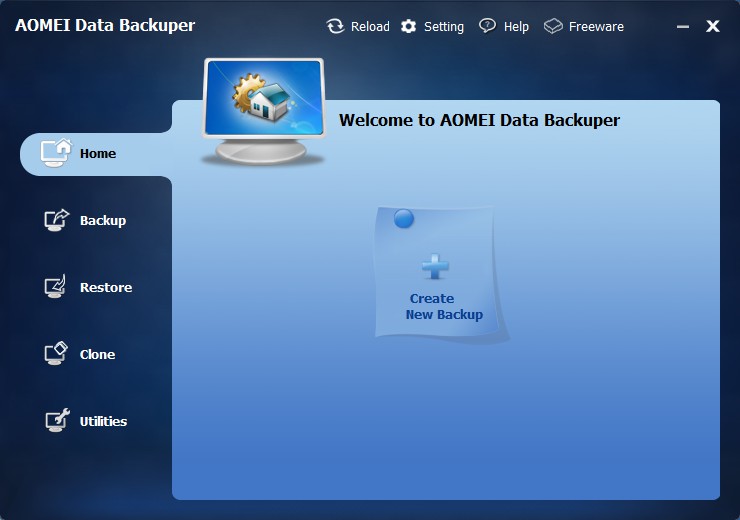 AOMEI Data Backuper
Reload Setting Help Freeware
Welcome to AOMEI Data Backuper
Home
Backup
Restore
Clone
Utilities
Create
New Backup